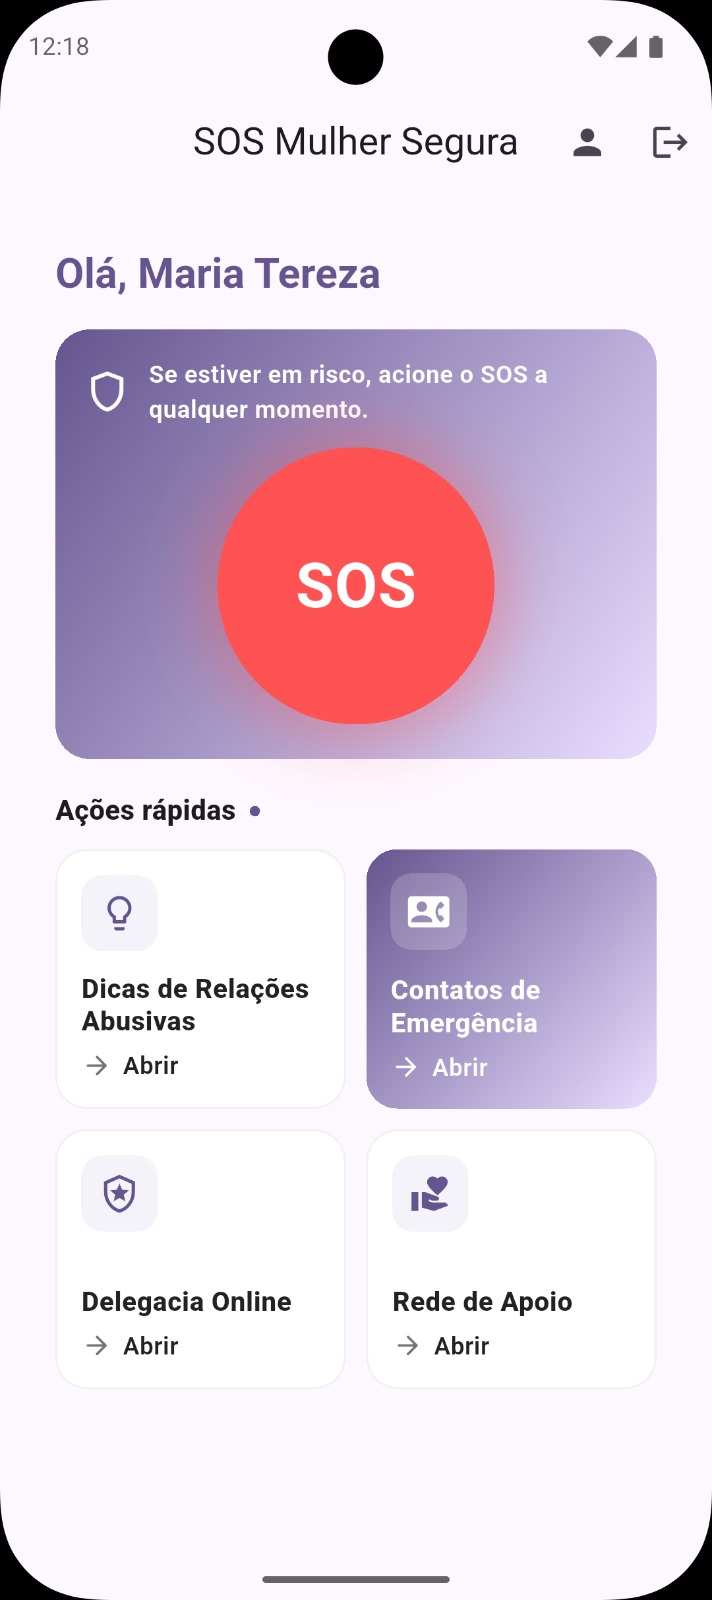 12:18
SOS Mulher Segura
Olá, Maria Tereza
Se estiver em risco, acione o SOS a
qualquer momento.
SOS
Ações rápidas
Dicas de Relações
Abusivas
Abrir
Contatos de
Emergência
Abrir
Delegacia Online
Abrir
Rede de Apoio
Abrir